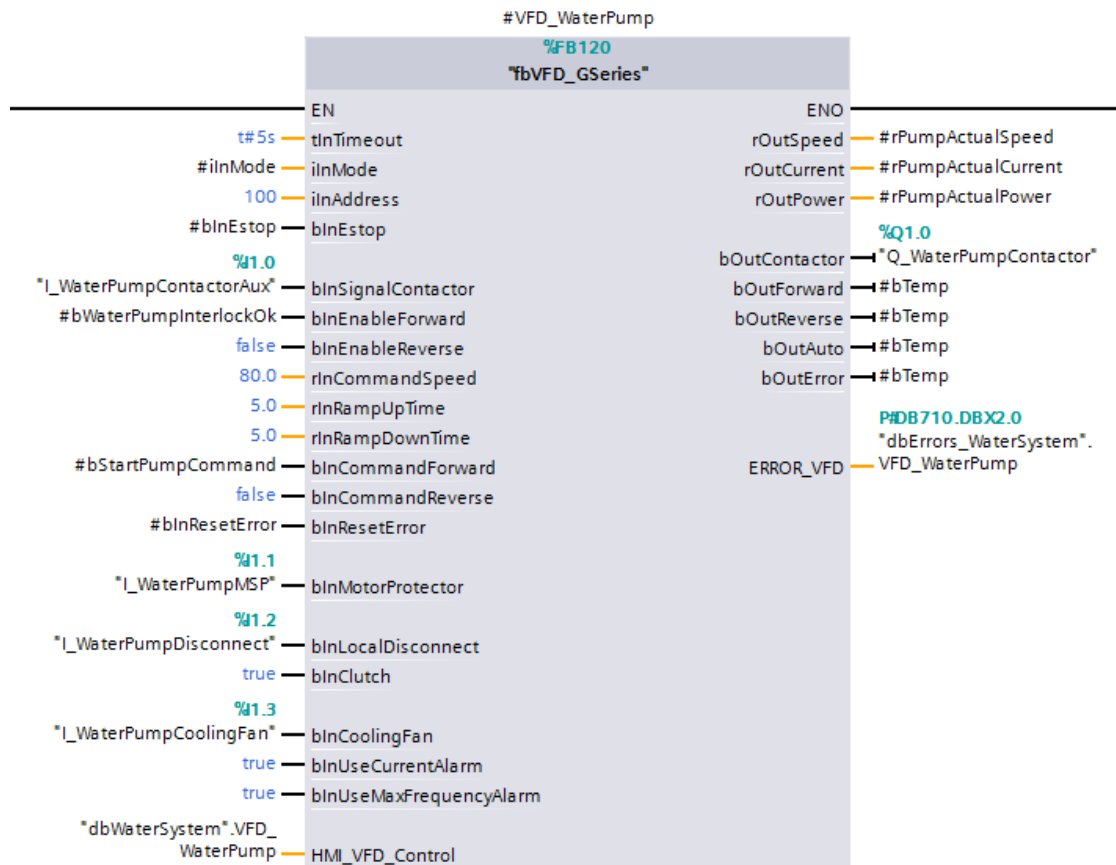 #VFD_WaterPump
%FB120
"fbVFD_GSeries"
EN ENO
t#5s tInTimeout rOutSpeed #rPumpActualSpeed
#iInMode iInMode rOutCurrent #rPumpActualCurrent
100 iInAddress rOutPower #rPumpActualPower
#bInEstop bInEstop
%Q1.0
bOutContactor "Q_WaterPumpContactor"
%I1.0
"I_WaterPumpContactorAux" bInSignalContactor bOutForward #bTemp
#bWaterPumpInterlockOk bInEnableForward bOutReverse #bTemp
false bInEnableReverse bOutAuto #bTemp
80.0 rInCommandSpeed bOutError #bTemp
5.0 rInRampUpTime
P#DB710.DBX2.0
5.0 rInRampDownTime "dbErrors_WaterSystem".
#bStartPumpCommand bInCommandForward ERROR_VFD VFD_WaterPump
false bInCommandReverse
#bInResetError bInResetError
%I1.1
"I_WaterPumpMSP" bInMotorProtector
%I1.2
"I_WaterPumpDisconnect" bInLocalDisconnect
true bInClutch
%I1.3
"I_WaterPumpCoolingFan" bInCoolingFan
true bInUseCurrentAlarm
true bInUseMaxFrequencyAlarm
"dbWaterSystem".VFD_
WaterPump HMI_VFD_Control